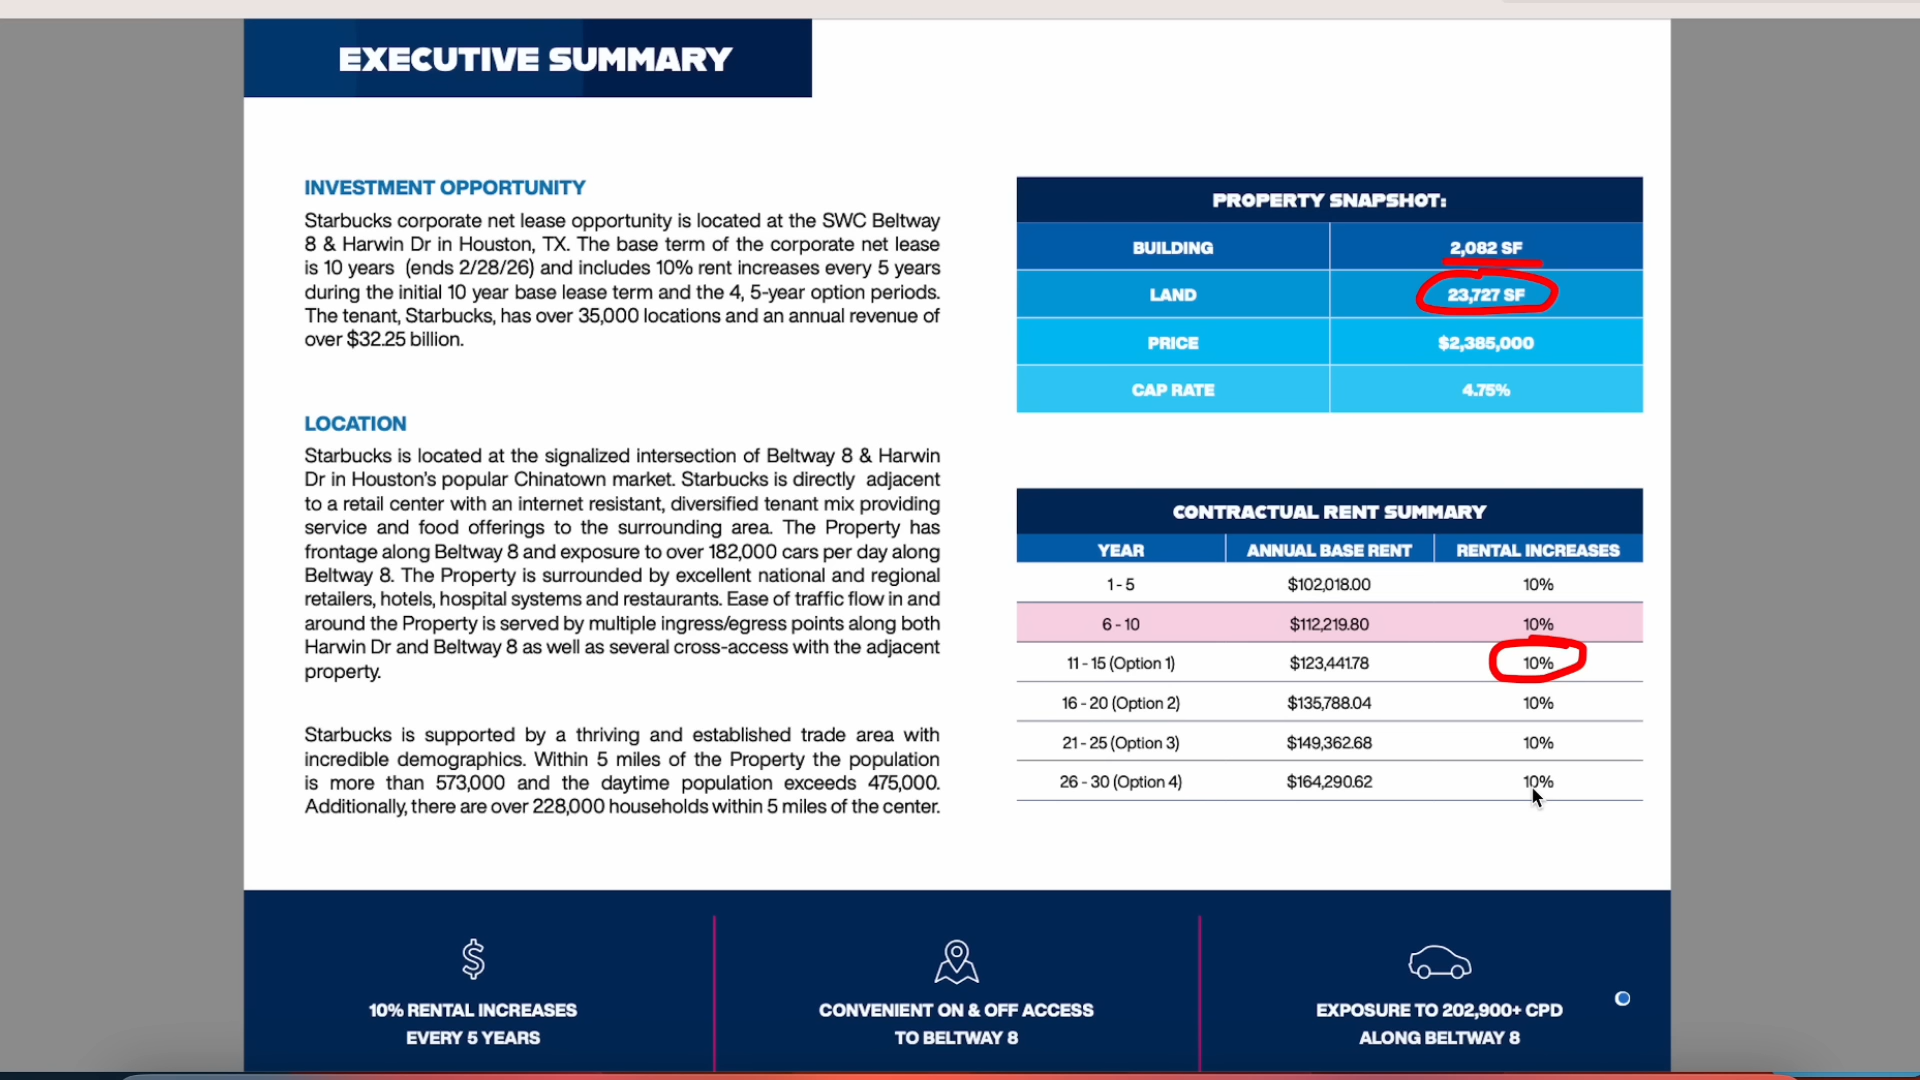 EXECUTIVE SUMMARY
INVESTMENT OPPORTUNITY
Starbucks corporate net lease opportunity is located at the SWC Beltway
8 & Harwin Dr in Houston, TX. The base term of the corporate net lease
is 10 years (ends 2/28/26) and includes 10% rent increases every 5 years
during the initial 10 year base lease term and the 4, 5-year option periods.
The tenant, Starbucks, has over 35,000 locations and an annual revenue of
over $32.25 billion.
LOCATION
Starbucks is located at the signalized intersection of Beltway 8 & Harwin
Dr in Houston's popular Chinatown market. Starbucks is directly adjacent
to a retail center with an internet resistant, diversified tenant mix providing
service and food offerings to the surrounding area. The Property has
frontage along Beltway 8 and exposure to over 182,000 cars per day along
Beltway 8. The Property is surrounded by excellent national and regional
retailers, hotels, hospital systems and restaurants. Ease of traffic flow in and
around the Property is served by multiple ingress/egress points along both
Harwin Dr and Beltway 8 as well as several cross-access with the adjacent
property.
Starbucks is supported by a thriving and established trade area with
incredible demographics. Within 5 miles of the Property the population
is more than 573,000 and the daytime population exceeds 475,000.
Additionally, there are over 228,000 households within 5 miles of the center.
PROPERTY SNAPSHOT:
BUILDING 2,082 SF
LAND 23,727 SF
PRICE $2,385,000
CAP RATE 4.75%
CONTRACTUAL RENT SUMMARY
YEAR ANNUAL BASE RENT RENTAL INCREASES
1 - 5 $102,018.00 10%
6 - 10 $112,219.80 10%
11 - 15 (Option 1) $123,441.78 10%
16 - 20 (Option 2) $135,788.04 10%
21 - 25 (Option 3) $149,362.68 10%
26 - 30 (Option 4) $164,290.62 10%
10% RENTAL INCREASES
EVERY 5 YEARS
CONVENIENT ON & OFF ACCESS
TO BELTWAY 8
EXPOSURE TO 202,900+ CPD
ALONG BELTWAY 8